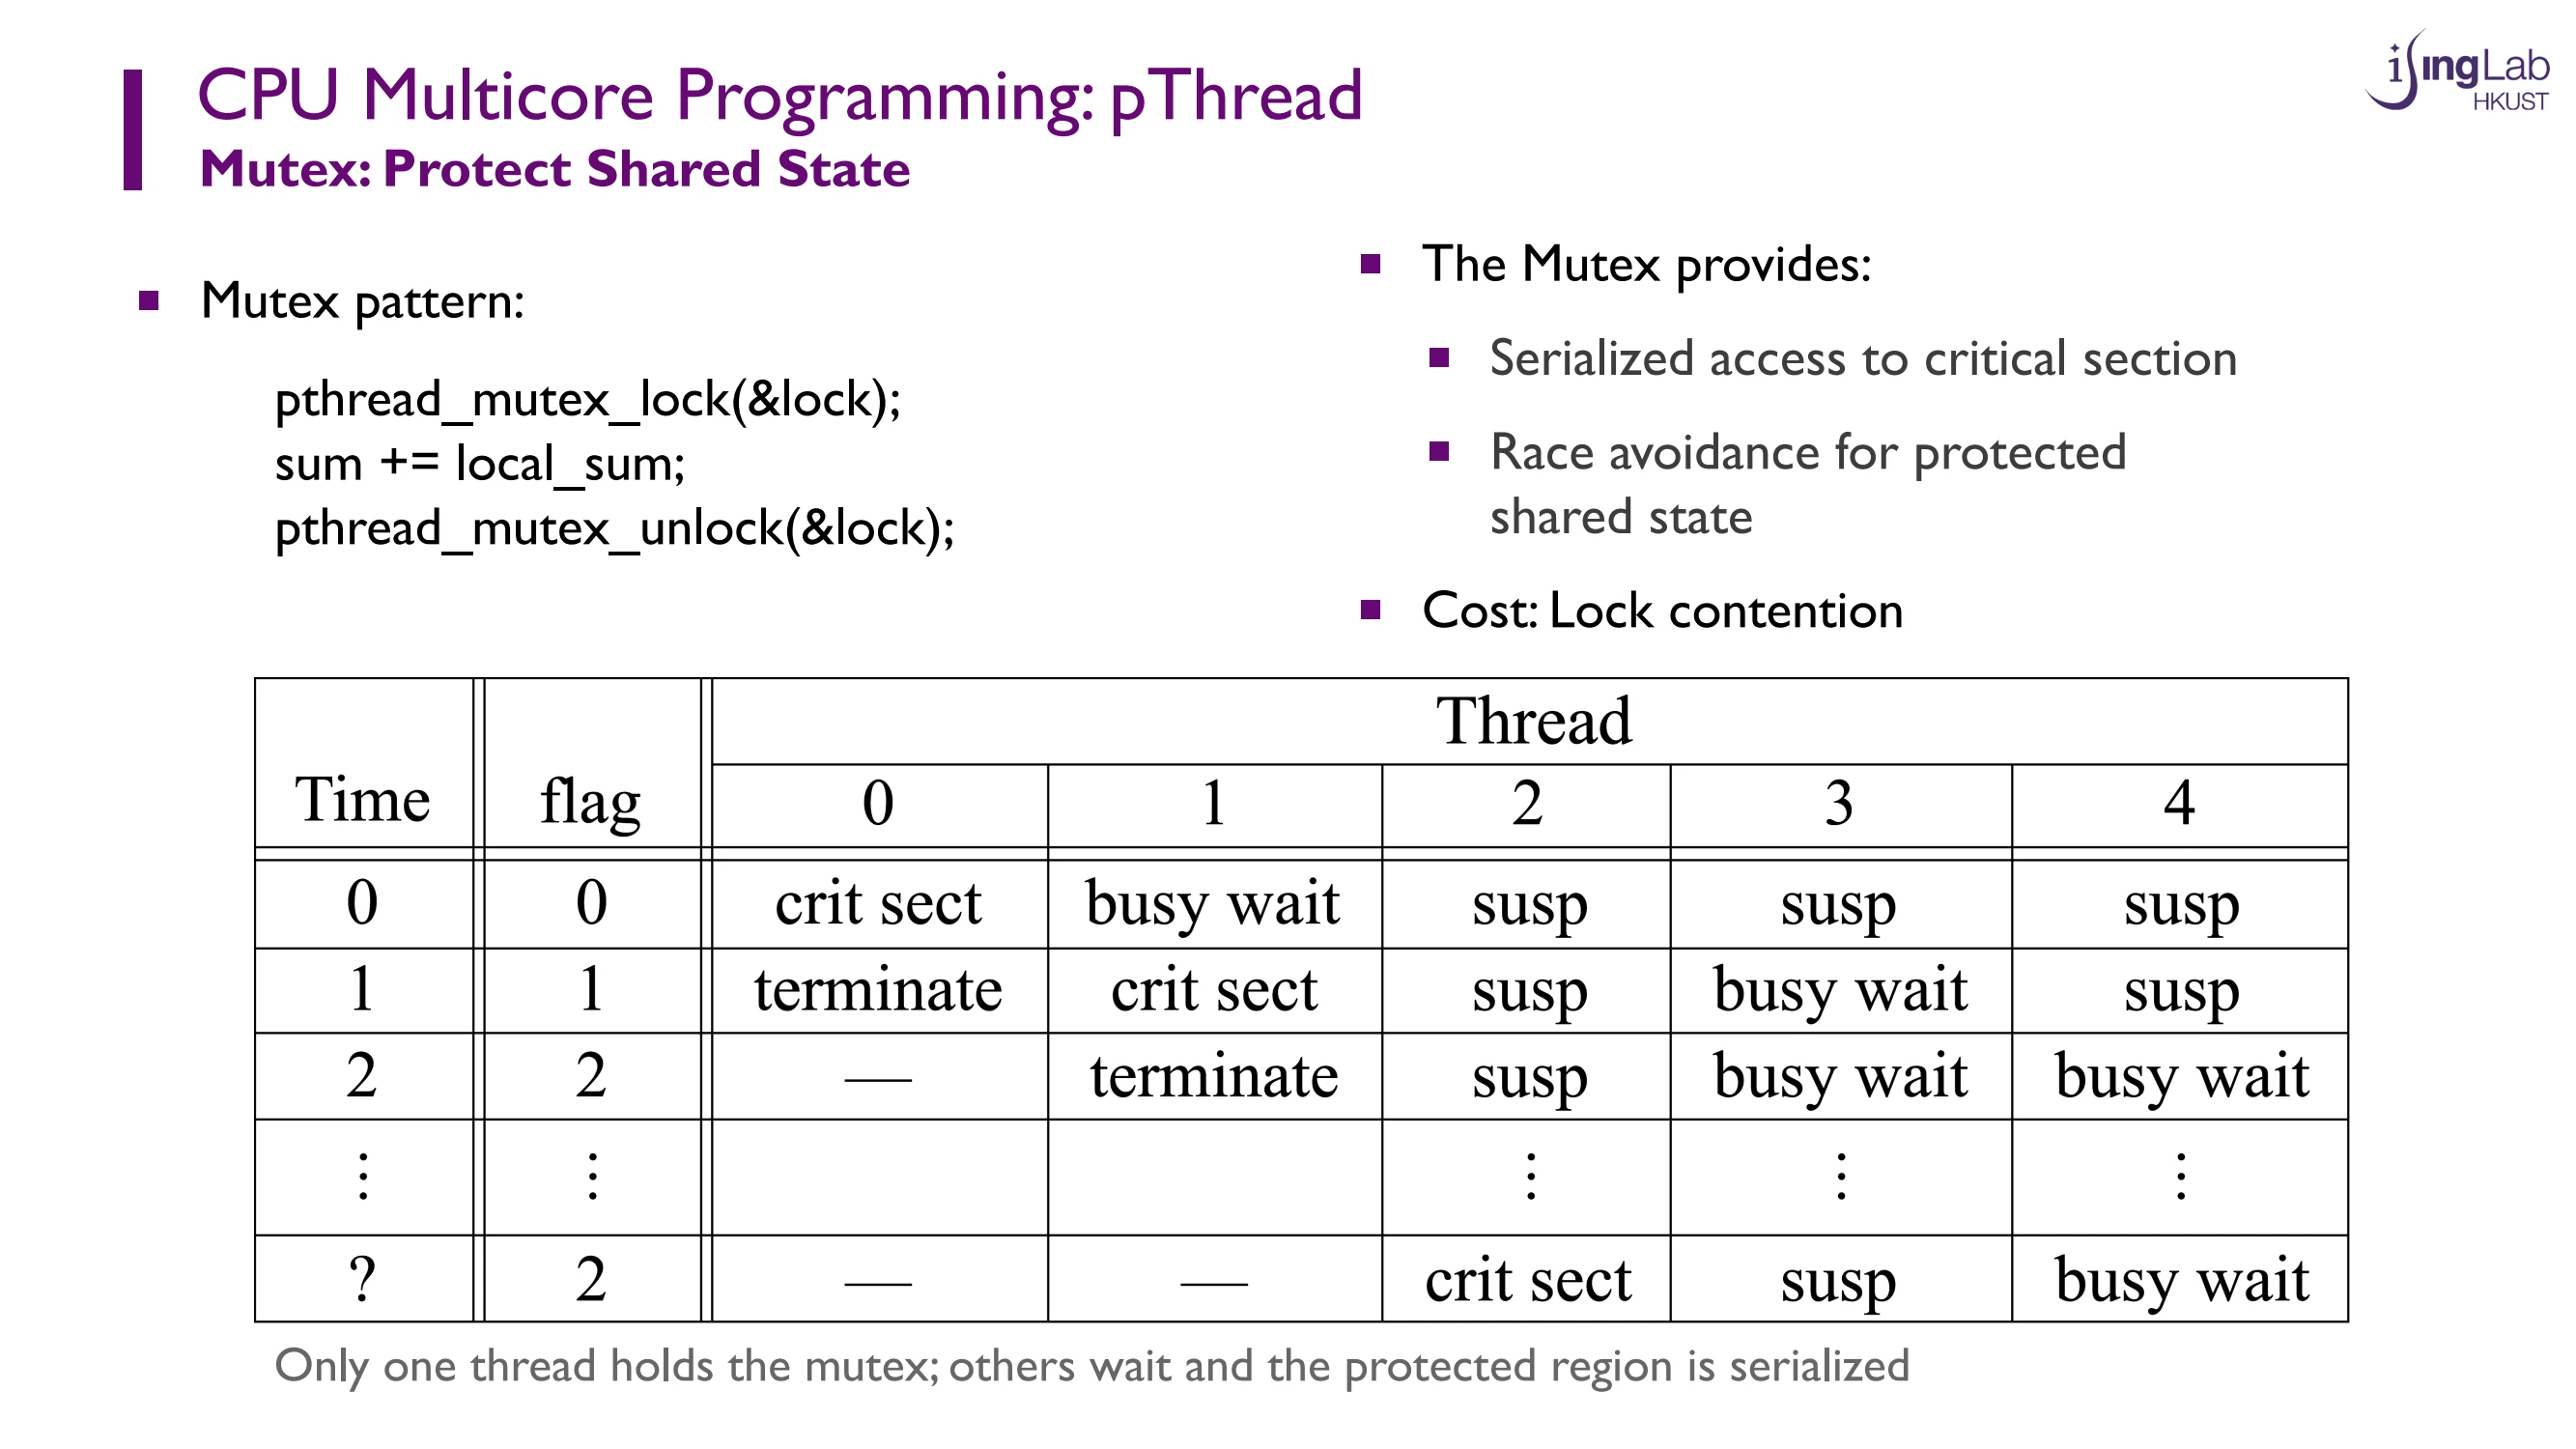 CPU Multicore Programming: pThread
Mutex: Protect Shared State
iSingLab
HKUST
Mutex pattern:
pthread_mutex_lock(&lock);
sum += local_sum;
pthread_mutex_unlock(&lock);
The Mutex provides:
Serialized access to critical section
Race avoidance for protected
shared state
Cost: Lock contention
Thread
Time flag 0 1 2 3 4
0 0 crit sect busy wait susp susp susp
1 1 terminate crit sect susp busy wait susp
2 2 — terminate susp busy wait busy wait
⋮ ⋮ ⋮ ⋮ ⋮
? 2 — — crit sect susp busy wait
Only one thread holds the mutex; others wait and the protected region is serialized